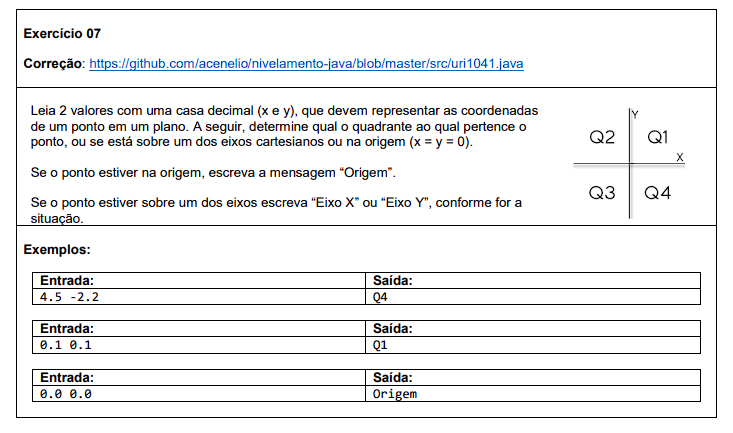 Exercício 07
Correção: https://github.com/acenelio/nivelamento-java/blob/master/src/uri1041.java
Leia 2 valores com uma casa decimal (x e y), que devem representar as coordenadas
de um ponto em um plano. A seguir, determine qual o quadrante ao qual pertence o
ponto, ou se está sobre um dos eixos cartesianos ou na origem (x = y = 0).
Se o ponto estiver na origem, escreva a mensagem “Origem”.
Se o ponto estiver sobre um dos eixos escreva “Eixo X” ou “Eixo Y”, conforme for a
situação.
Y
Q2 Q1
X
Q3 Q4
Exemplos:
Entrada: Saída:
4.5 -2.2 Q4
Entrada: Saída:
0.1 0.1 Q1
Entrada: Saída:
0.0 0.0 Origem